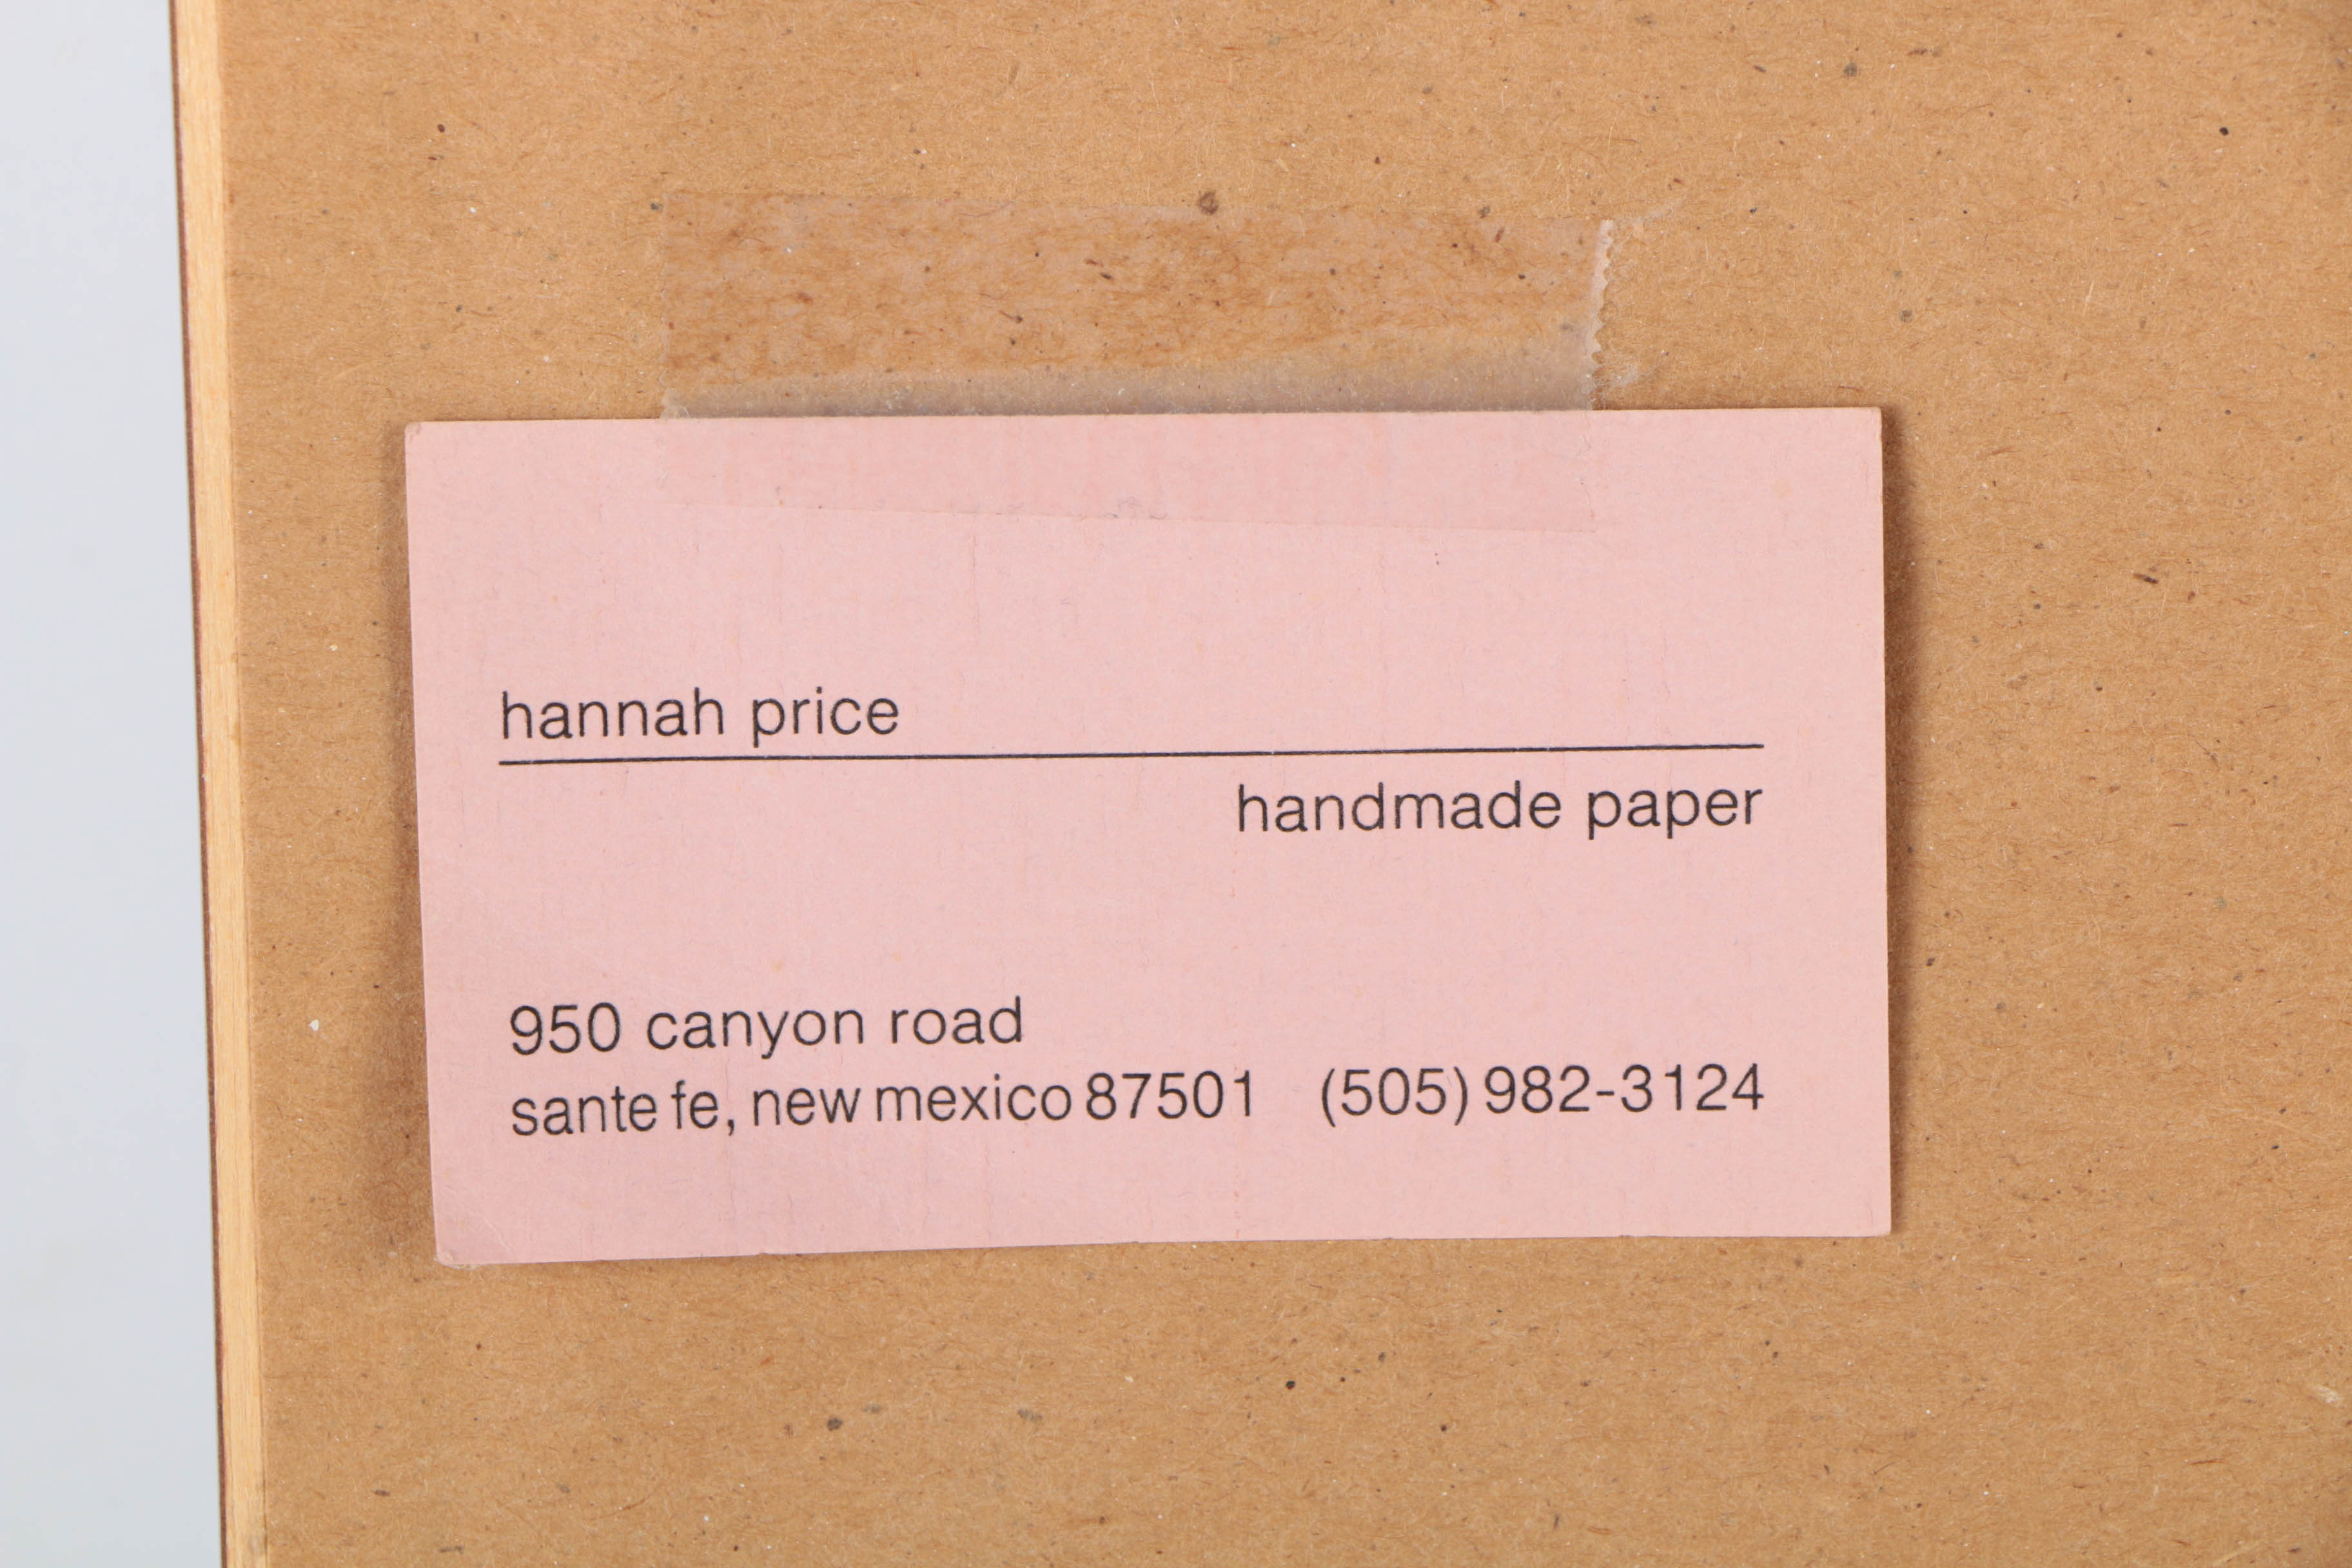 hannah price
handmade paper
950 canyon road
sante fe, new mexico 87501 (505) 982-3124